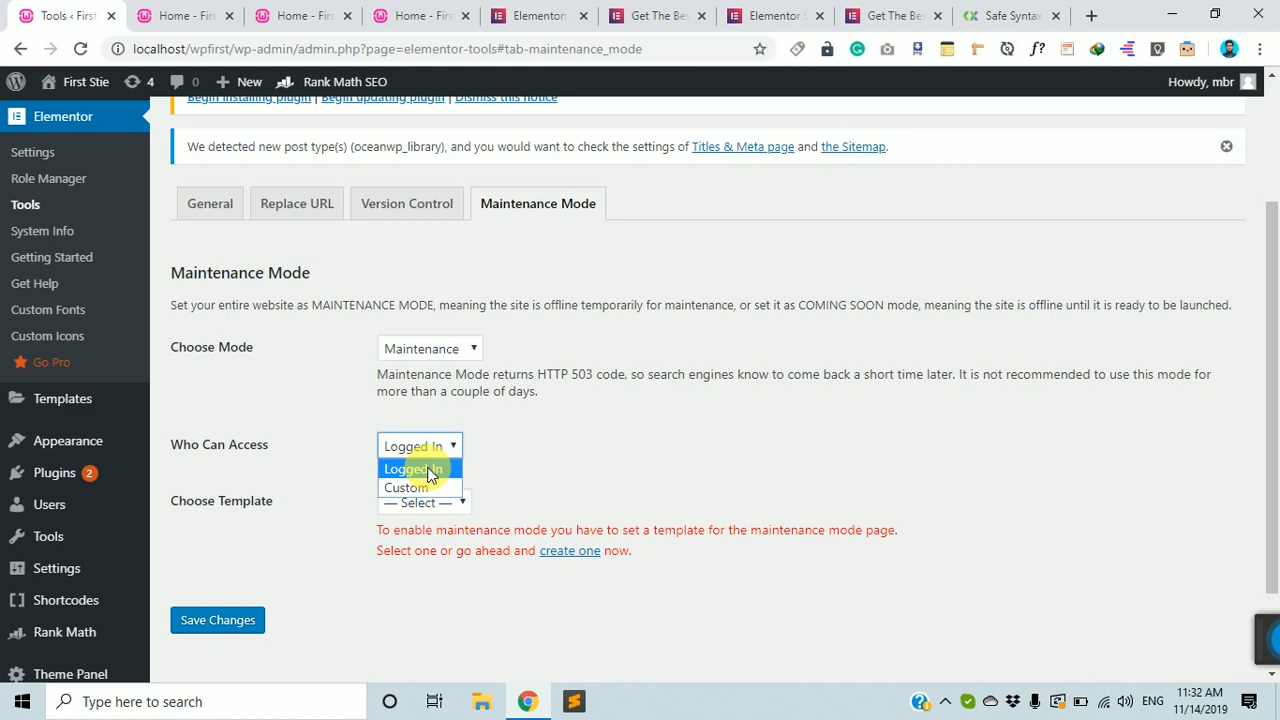 Tools ‹ First
Home - First
Home - First
Home - First
Elementor:
Get The Be
Elementor S
Get The Be
Safe Syntax
localhost/wpfirst/wp-admin/admin.php?page=elementor-tools#tab-maintenance_mode
First Stie
4
0
New
Rank Math SEO
Howdy, mbr
Elementor
Settings
Role Manager
Tools
System Info
Getting Started
Get Help
Custom Fonts
Custom Icons
Go Pro
Templates
Appearance
Plugins 2
Users
Tools
Settings
Shortcodes
Rank Math
Theme Panel
Begin installing plugin | Begin updating plugin | Dismiss this notice
We detected new post type(s) (oceanwp_library), and you would want to check the settings of Titles & Meta page and the Sitemap.
General
Replace URL
Version Control
Maintenance Mode
Maintenance Mode
Set your entire website as MAINTENANCE MODE, meaning the site is offline temporarily for maintenance, or set it as COMING SOON mode, meaning the site is offline until it is ready to be launched.
Choose Mode
Maintenance
Maintenance Mode returns HTTP 503 code, so search engines know to come back a short time later. It is not recommended to use this mode for
more than a couple of days.
Who Can Access
Logged In
Logged In
Custom
Choose Template
— Select —
To enable maintenance mode you have to set a template for the maintenance mode page.
Select one or go ahead and create one now.
Save Changes
Type here to search
ENG
11:32 AM
11/14/2019